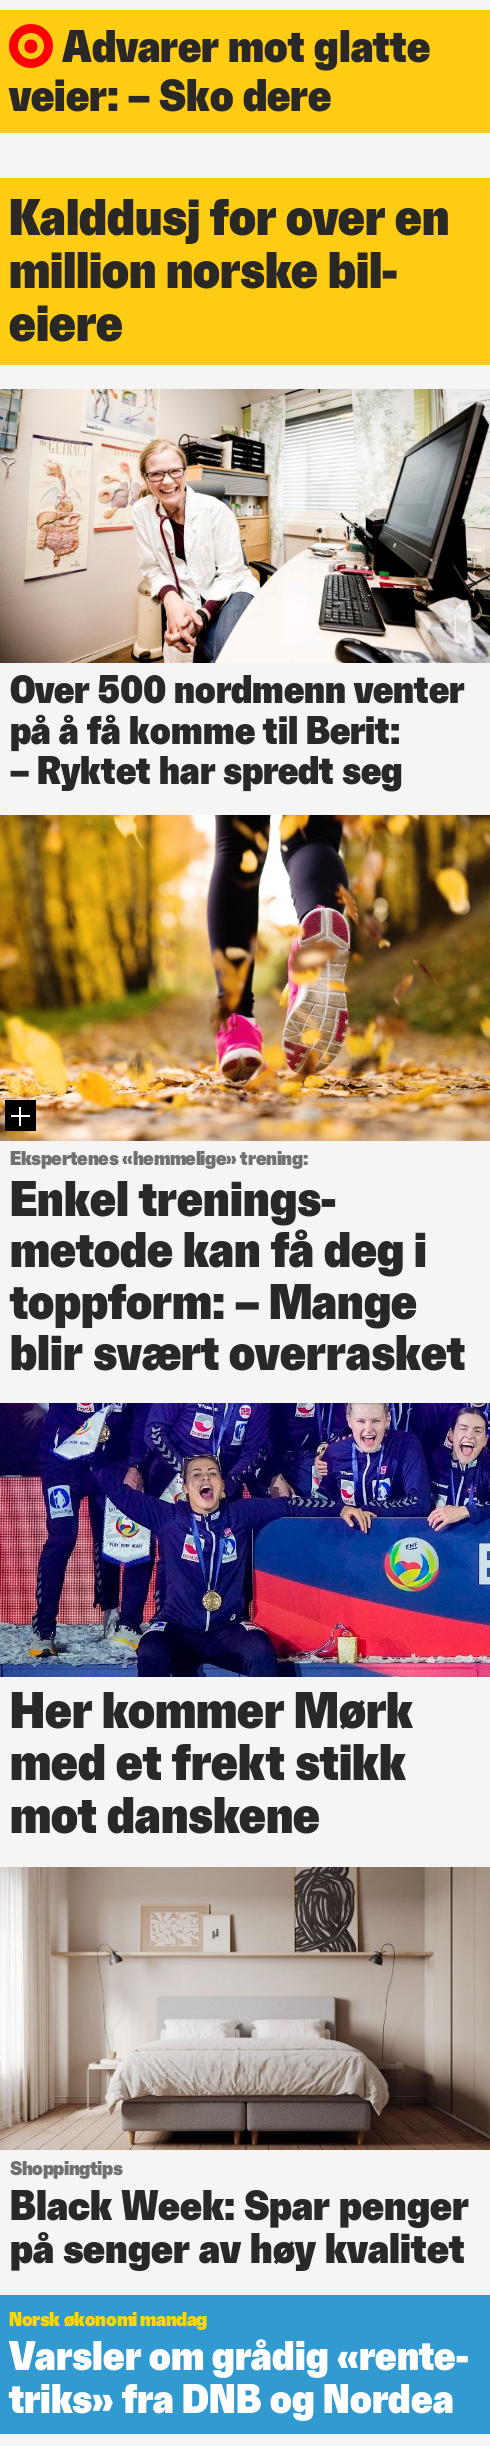 Advarer mot glatte
veier: – Sko dere
Kalddusj for over en
million norske bil-
eiere
Over 500 nordmenn venter
på å få komme til Berit:
– Ryktet har spredt seg
Ekspertenes «hemmelige» trening:
Enkel trenings-
metode kan få deg i
toppform: – Mange
blir svært overrasket
EHF
Her kommer Mørk
med et frekt stikk
mot danskene
Shoppingtips
Black Week: Spar penger
på senger av høy kvalitet
Norsk økonomi mandag
Varsler om grådig «rente-
triks» fra DNB og Nordea